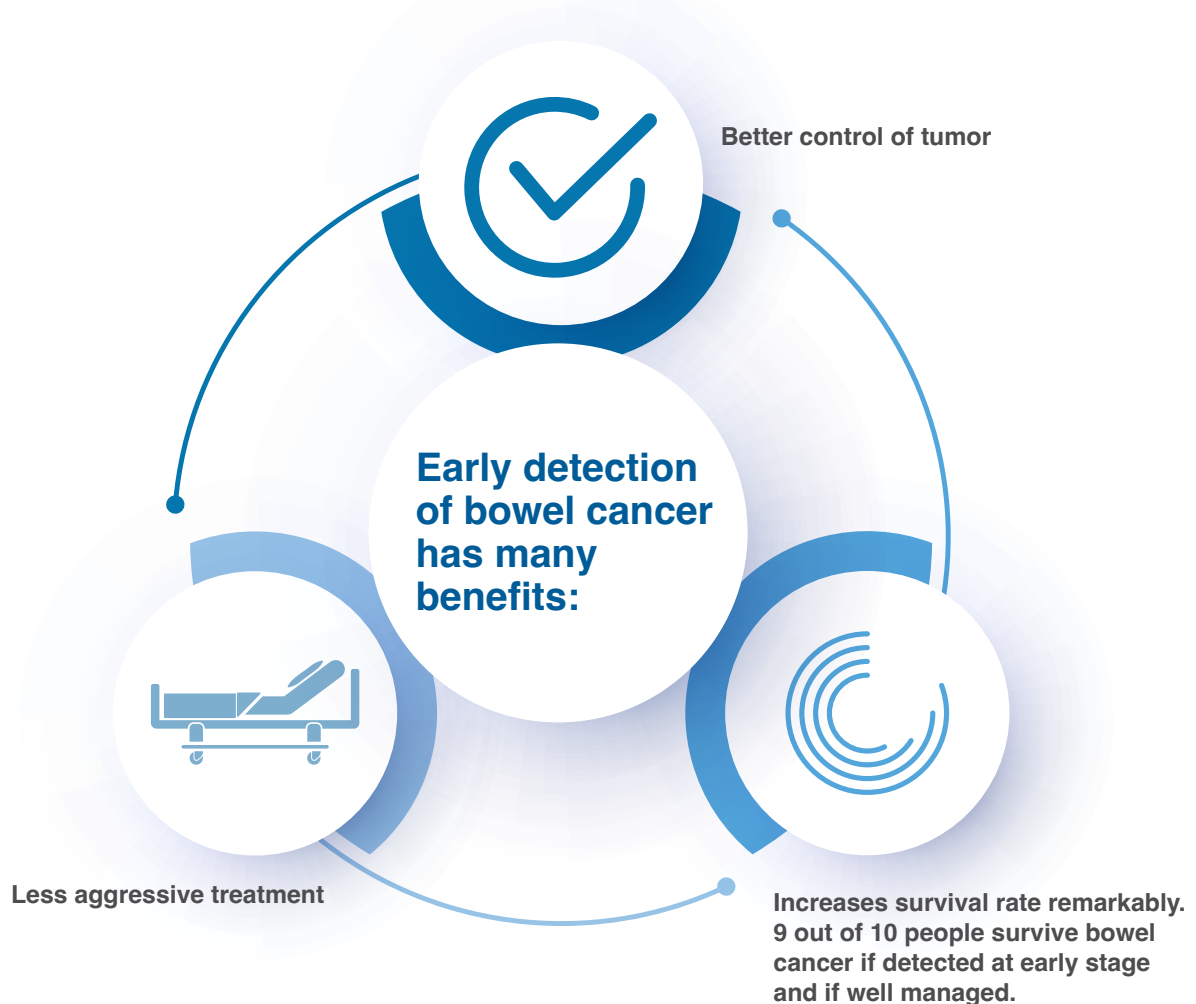 Better control of tumor
Early detection
of bowel cancer
has many
benefits:
Less aggressive treatment
Increases survival rate remarkably.
9 out of 10 people survive bowel
cancer if detected at early stage
and if well managed.